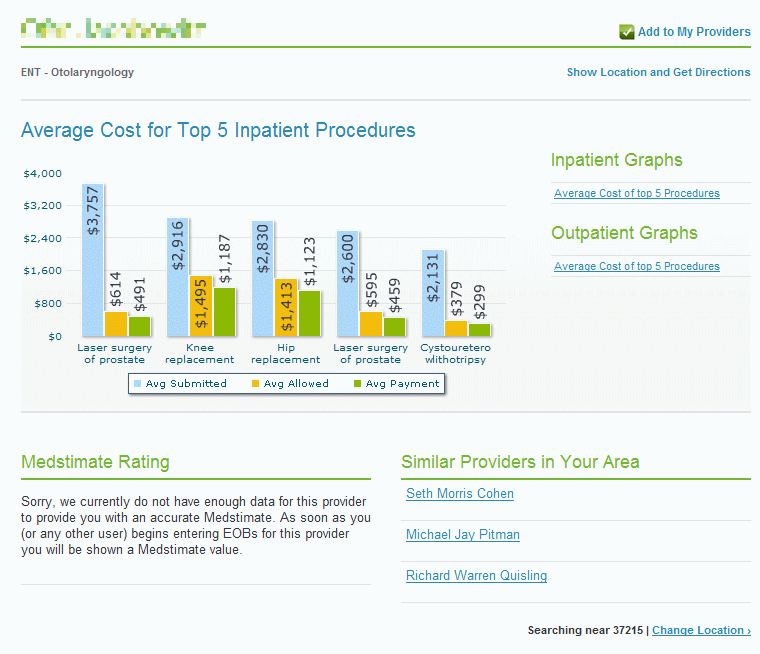 Add to My Providers
ENT - Otolaryngology
Show Location and Get Directions
Average Cost for Top 5 Inpatient Procedures
$4,000
$3,200
$2,400
$1,600
$800
$0
$3,757
$614
$491
$2,916
$1,495
$1,187
$2,830
$1,413
$1,123
$2,600
$595
$459
$2,131
$379
$299
Laser surgery
of prostate
Knee
replacement
Hip
replacement
Laser surgery
of prostate
Cystouretero
wlithotripsy
Avg Submitted
Avg Allowed
Avg Payment
Inpatient Graphs
Average Cost of top 5 Procedures
Outpatient Graphs
Average Cost of top 5 Procedures
Medstimate Rating
Sorry, we currently do not have enough data for this provider
to provide you with an accurate Medstimate. As soon as you
(or any other user) begins entering EOBs for this provider
you will be shown a Medstimate value.
Similar Providers in Your Area
Seth Morris Cohen
Michael Jay Pitman
Richard Warren Quisling
Searching near 37215 | Change Location ›